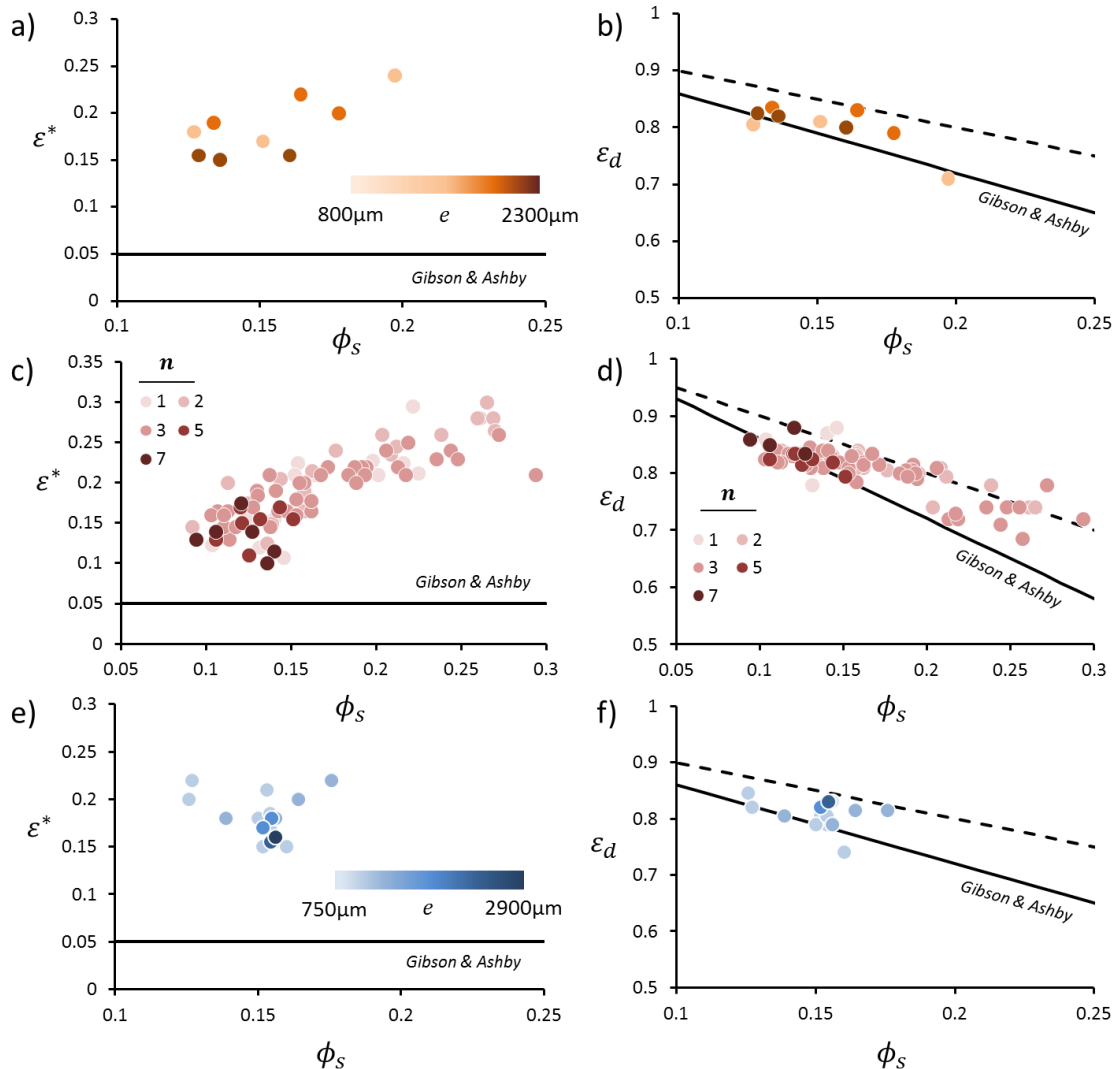 a)
0.3
0.25
0.2
0.15
0.1
0.05
0
ε*
800μm e 2300μm
Gibson & Ashby
0.1 0.15 0.2 0.25
ϕs
b)
1
0.9
0.8
0.7
0.6
0.5
εd
Gibson & Ashby
0.1 0.15 0.2 0.25
ϕs
c)
0.35
0.3
0.25
0.2
0.15
0.1
0.05
0
ε*
n
1 2
3 5
7
Gibson & Ashby
0.05 0.1 0.15 0.2 0.25 0.3
ϕs
d)
1
0.9
0.8
0.7
0.6
0.5
εd
n
1 2
3 5
7
Gibson & Ashby
0.05 0.1 0.15 0.2 0.25 0.3
ϕs
e)
0.3
0.25
0.2
0.15
0.1
0.05
0
ε*
750μm e 2900μm
Gibson & Ashby
0.1 0.15 0.2 0.25
ϕs
f)
1
0.9
0.8
0.7
0.6
0.5
εd
Gibson & Ashby
0.1 0.15 0.2 0.25
ϕs